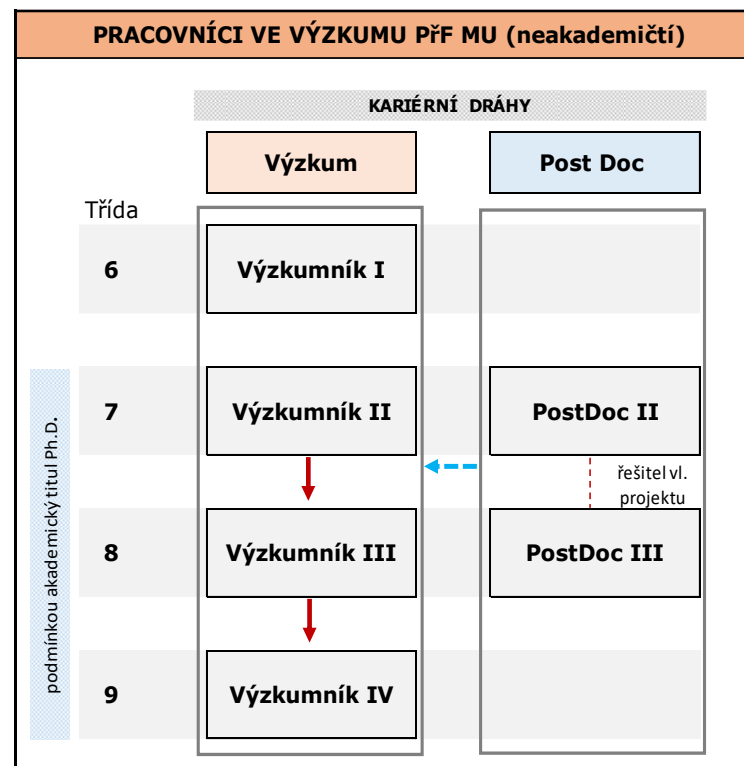 PRACOVNÍCI VE VÝZKUMU PřF MU (neakademičtí)
KARIÉRNÍ DRÁHY
Výzkum
Post Doc
Třída
6
Výzkumník I
podmínkou akademický titul Ph.D.
7
Výzkumník II
PostDoc II
řešitel vl.
projektu
8
Výzkumník III
PostDoc III
9
Výzkumník IV